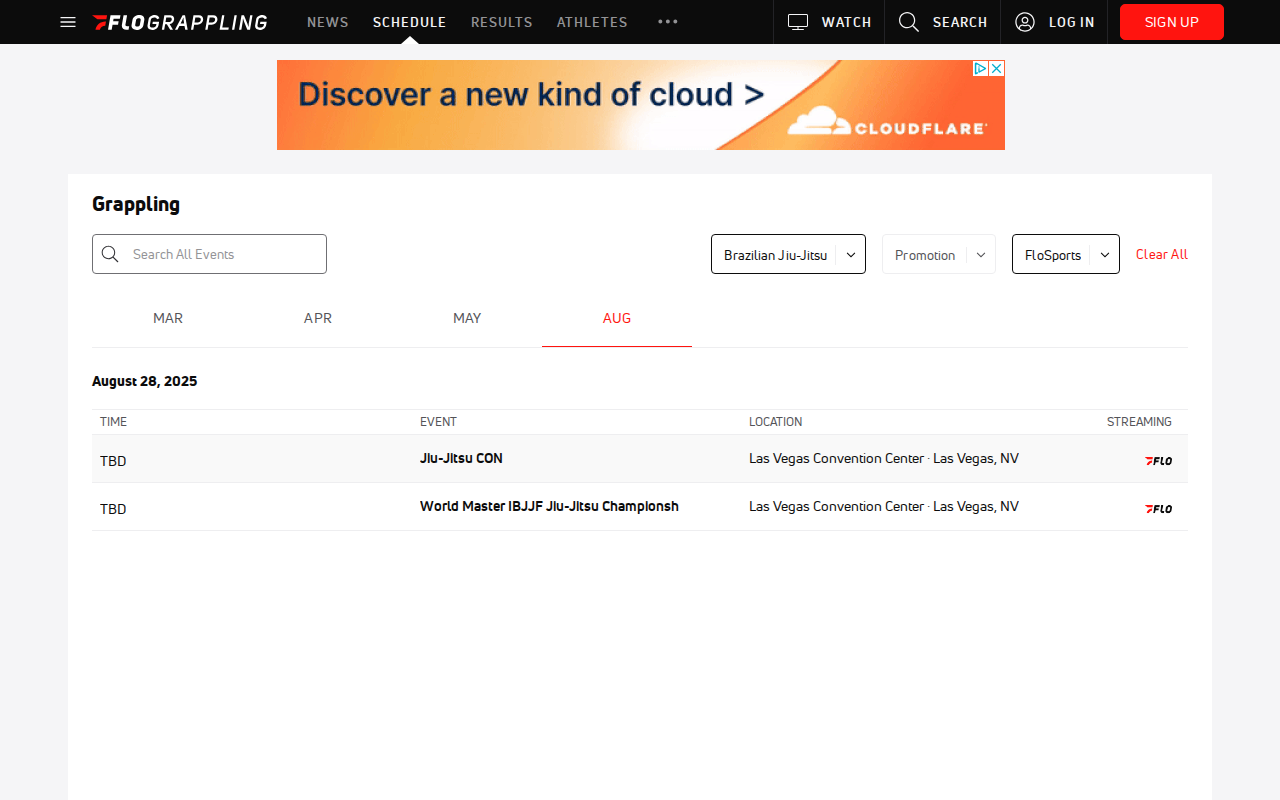 FLOGRAPPLING NEWS SCHEDULE RESULTS ATHLETES WATCH SEARCH LOG IN SIGN UP
Discover a new kind of cloud >
CLOUDFLARE
Grappling
Search All Events Brazilian Jiu-Jitsu Promotion FloSports Clear All
MAR APR MAY AUG
August 28, 2025
TIME EVENT LOCATION STREAMING
TBD Jiu-Jitsu CON Las Vegas Convention Center · Las Vegas, NV FLO
TBD World Master IBJJF Jiu-Jitsu Championsh Las Vegas Convention Center · Las Vegas, NV FLO